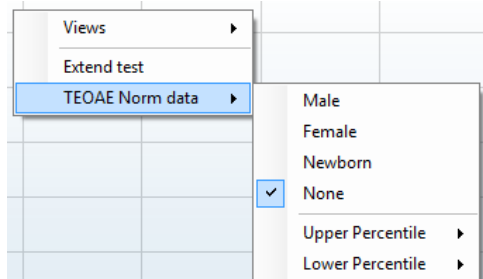 Views
Extend test
TEOAE Norm data
Male
Female
Newborn
None
Upper Percentile
Lower Percentile